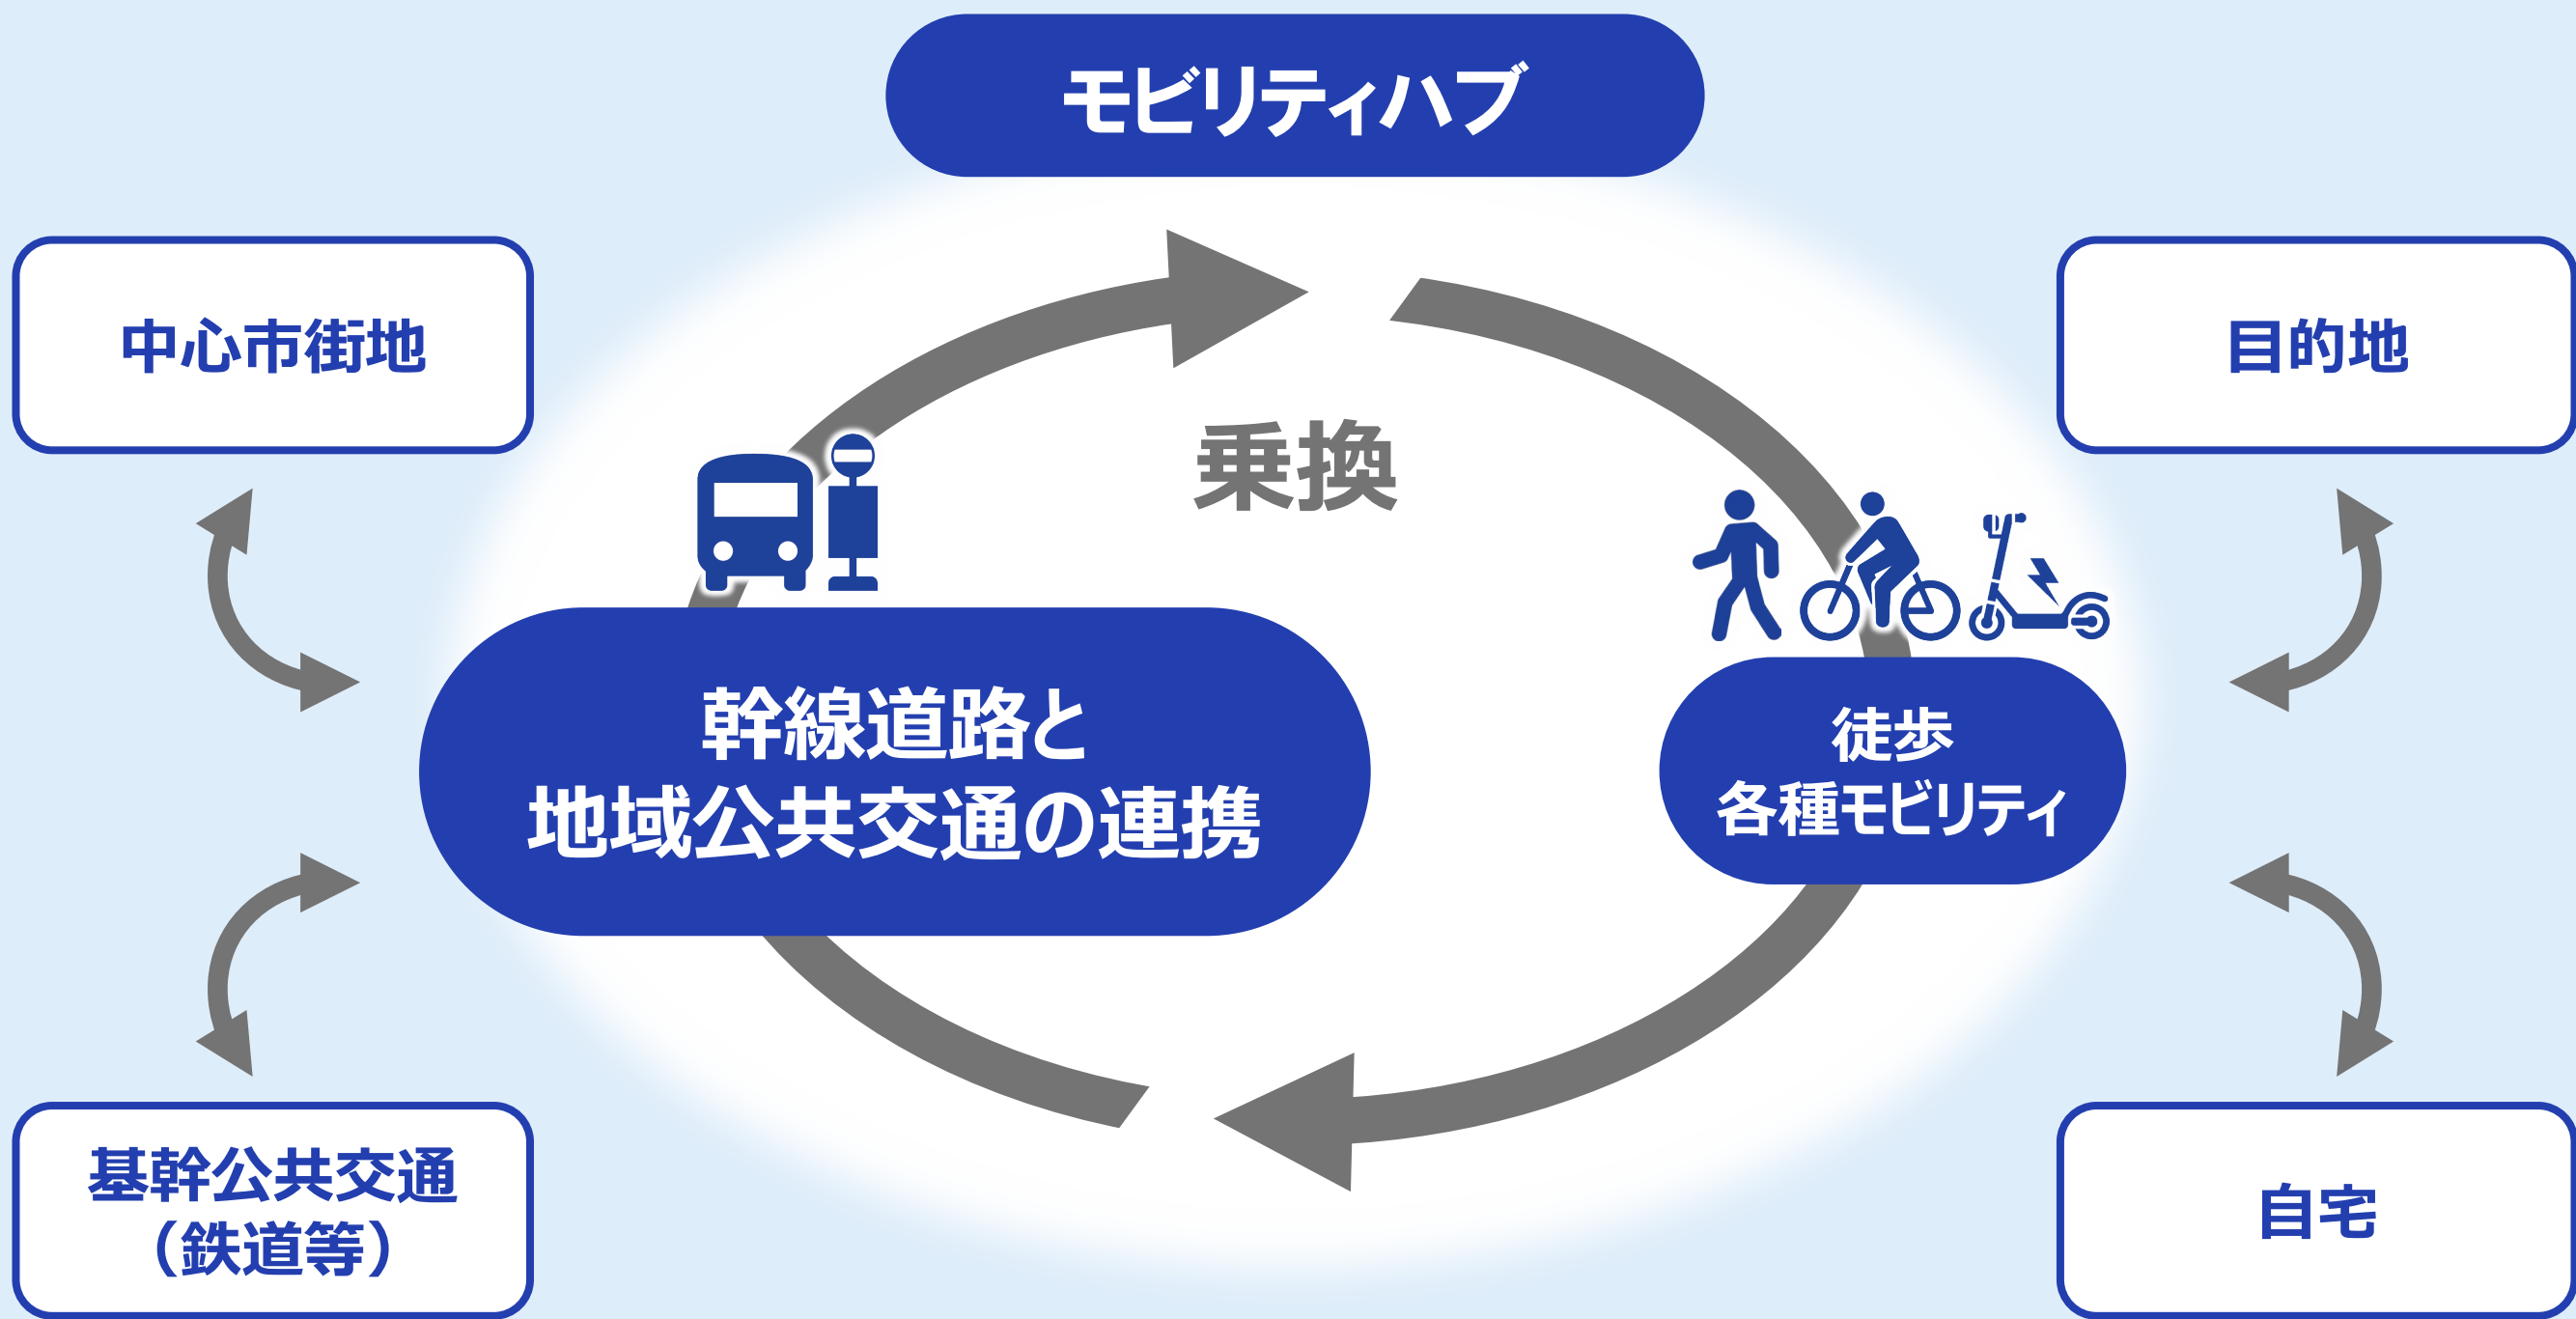 モビリティハブ
中心市街地
目的地
乗換
幹線道路と
地域公共交通の連携
徒歩
各種モビリティ
基幹公共交通
（鉄道等）
自宅